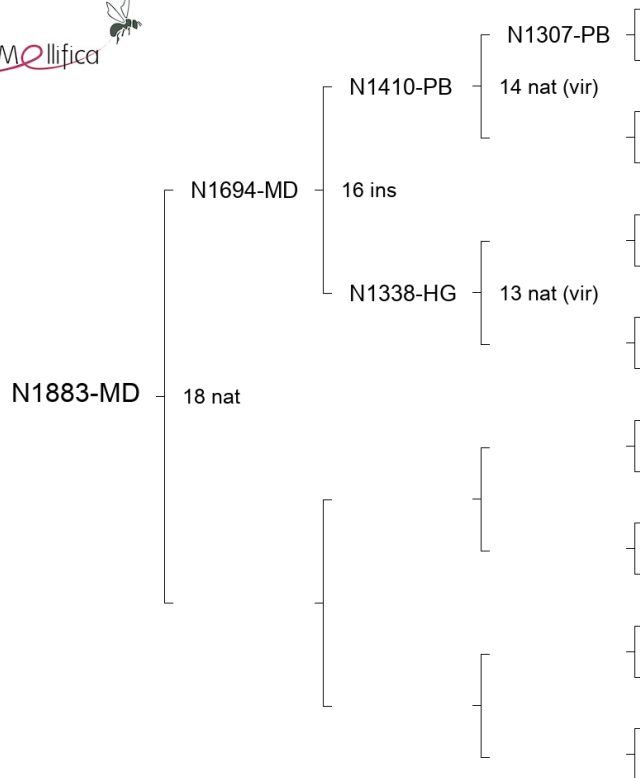 Mellifica
N1307-PB
N1410-PB
14 nat (vir)
N1694-MD
16 ins
N1338-HG
13 nat (vir)
N1883-MD
18 nat